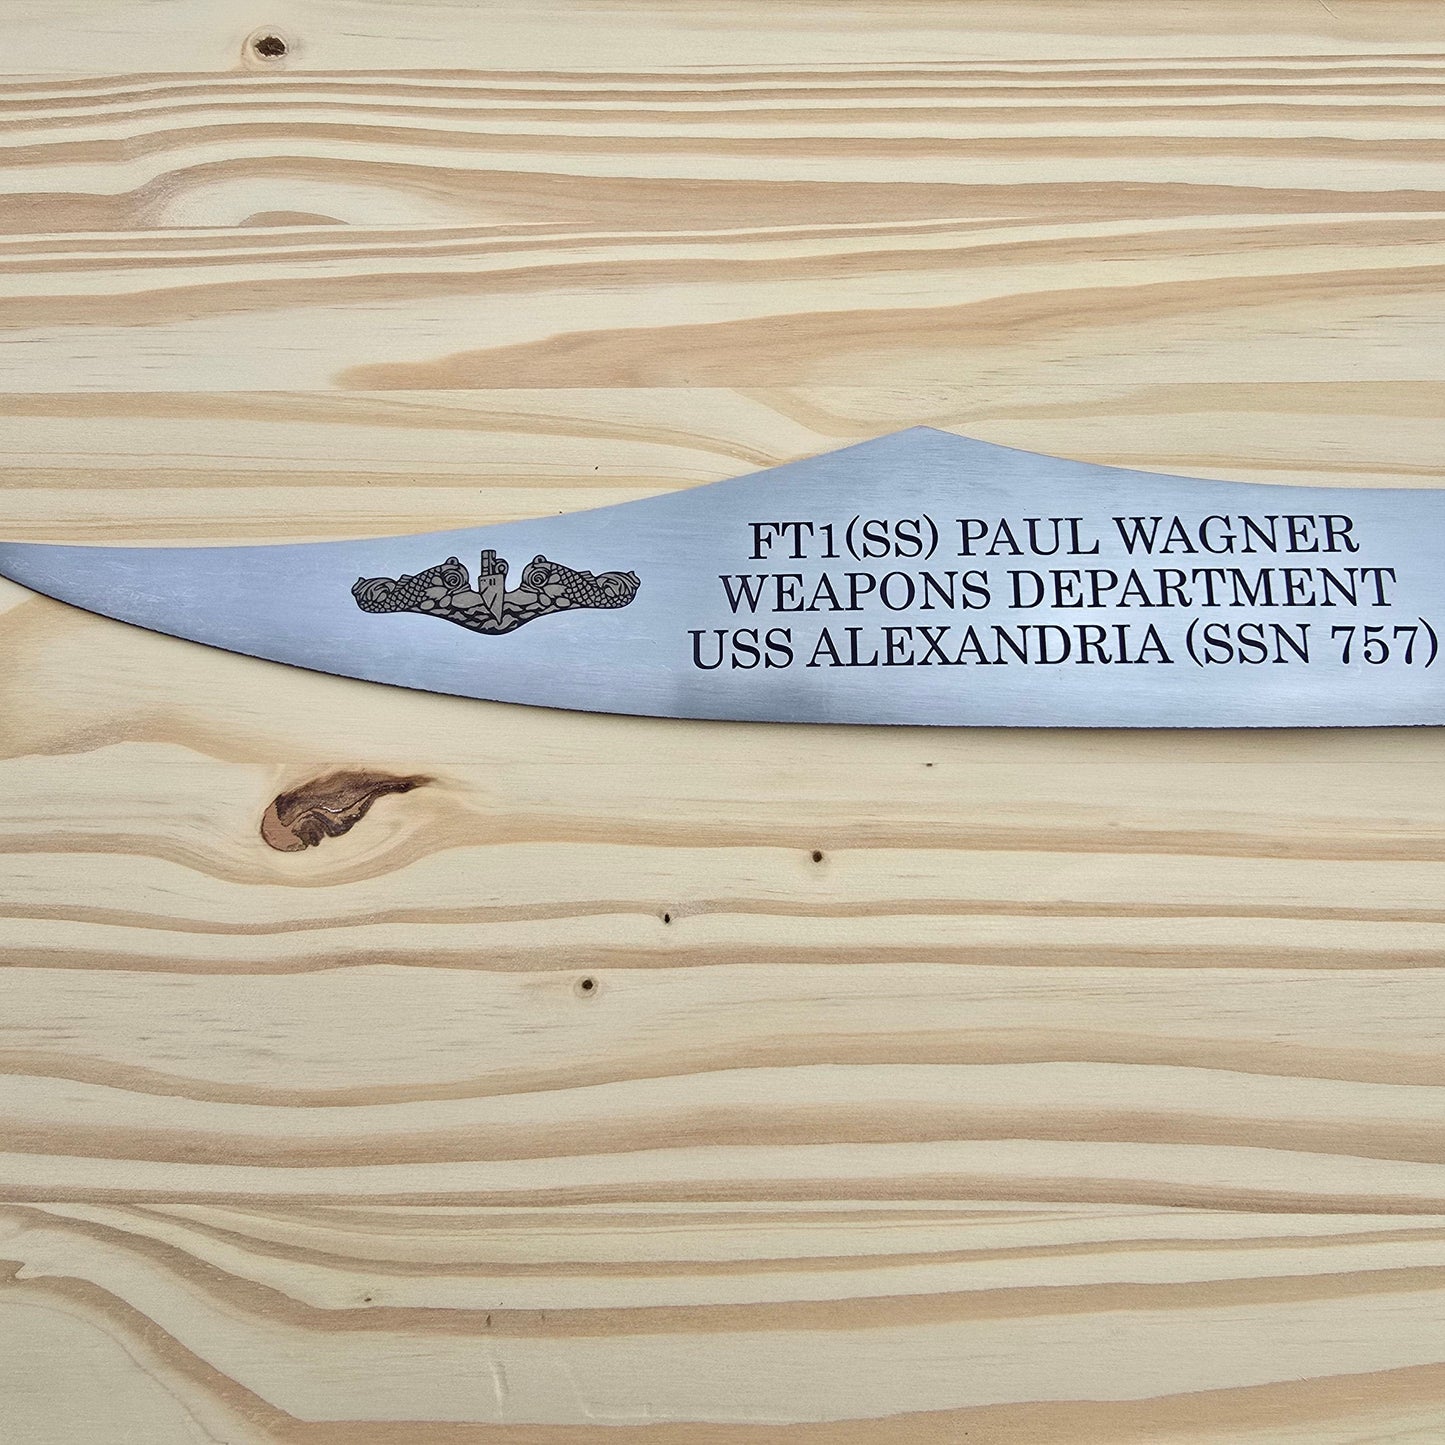 FT1(SS) PAUL WAGNER
WEAPONS DEPARTMENT
USS ALEXANDRIA (SSN 757)